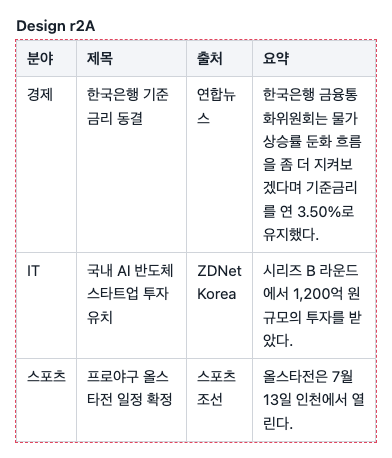 Design r2A
분야 제목 출처 요약
경제 한국은행 기준 연합뉴 한국은행 금융통
금리 동결 스 화위원회는 물가
상승률 둔화 흐름
을 좀 더 지켜보
겠다며 기준금리
를 연 3.50%로
유지했다.
IT 국내 AI 반도체 ZDNet 시리즈 B 라운드
스타트업 투자 Korea 에서 1,200억 원
유치 규모의 투자를 받
았다.
스포츠 프로야구 올스 스포츠 올스타전은 7월
타전 일정 확정 조선 13일 인천에서 열
린다.